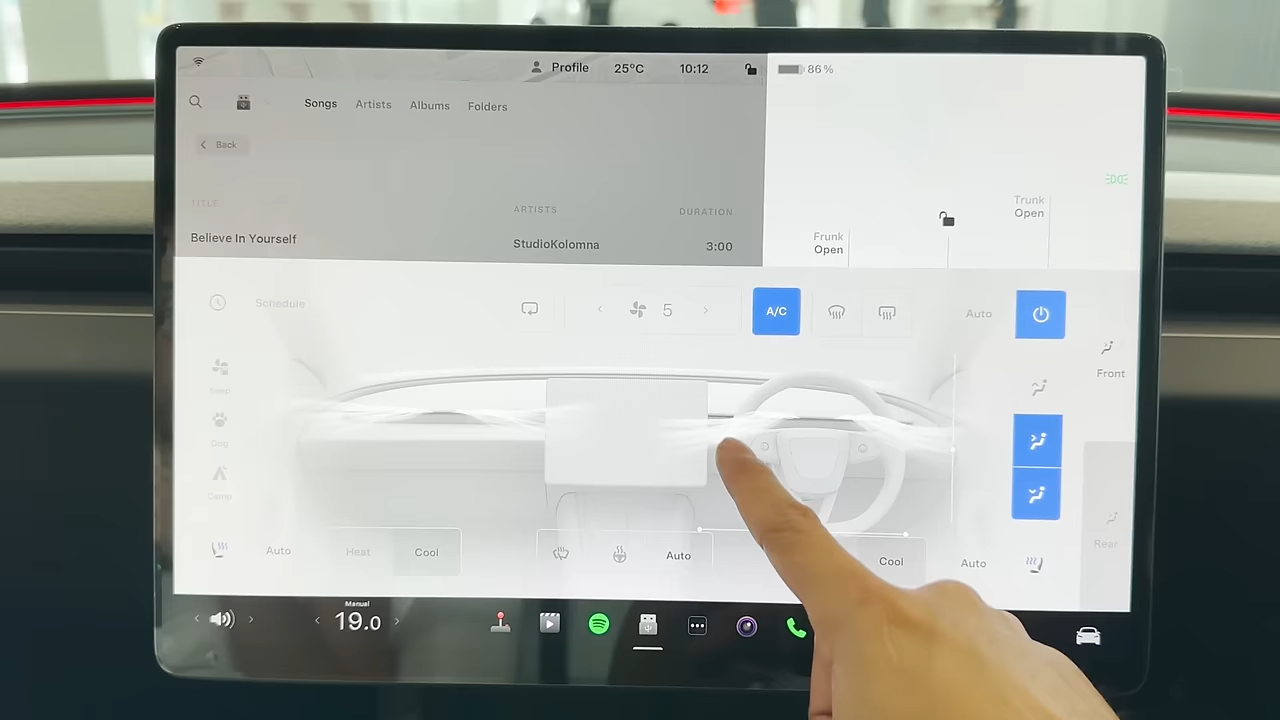 Profile 25°C 10:12 86 %
Songs Artists Albums Folders
Back
TITLE ARTISTS DURATION
Believe In Yourself StudioKolomna 3:00
Trunk
Open
Frunk
Open
Schedule 5 A/C Auto
Front
Keep
Dog
Camp
Rear
Auto Heat Cool Auto Cool Auto
Manual
19.0